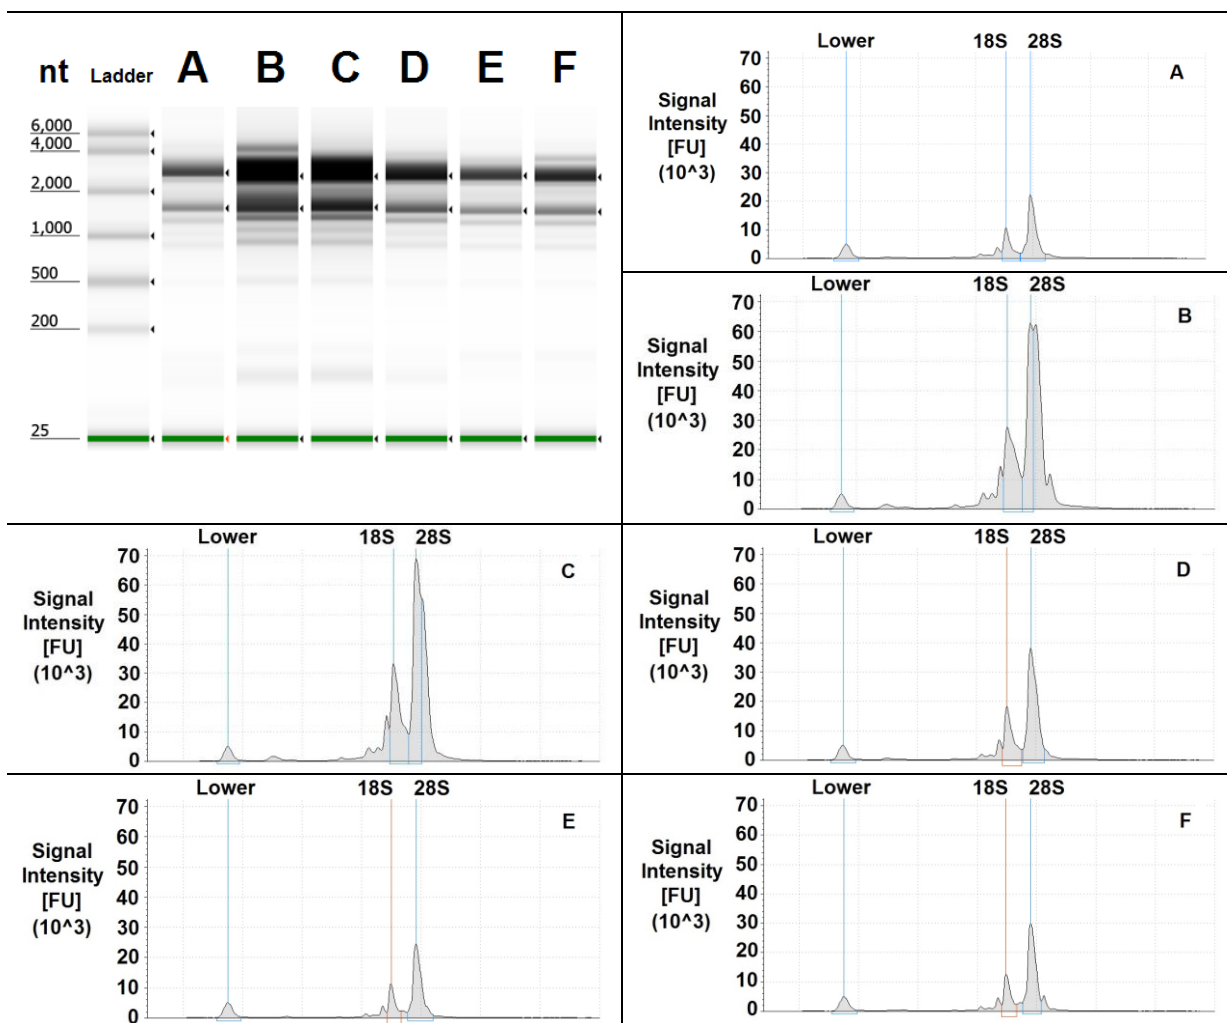 nt Ladder A B C D E F
6,000
4,000
2,000
1,000
500
200
25
Lower 18S 28S
A
Signal
Intensity
[FU]
(10^3)
70
60
50
40
30
20
10
0
Lower 18S 28S
B
Signal
Intensity
[FU]
(10^3)
70
60
50
40
30
20
10
0
Lower 18S 28S
C
Signal
Intensity
[FU]
(10^3)
70
60
50
40
30
20
10
0
Lower 18S 28S
D
Signal
Intensity
[FU]
(10^3)
70
60
50
40
30
20
10
0
Lower 18S 28S
E
Signal
Intensity
[FU]
(10^3)
70
60
50
40
30
20
10
0
Lower 18S 28S
F
Signal
Intensity
[FU]
(10^3)
70
60
50
40
30
20
10
0